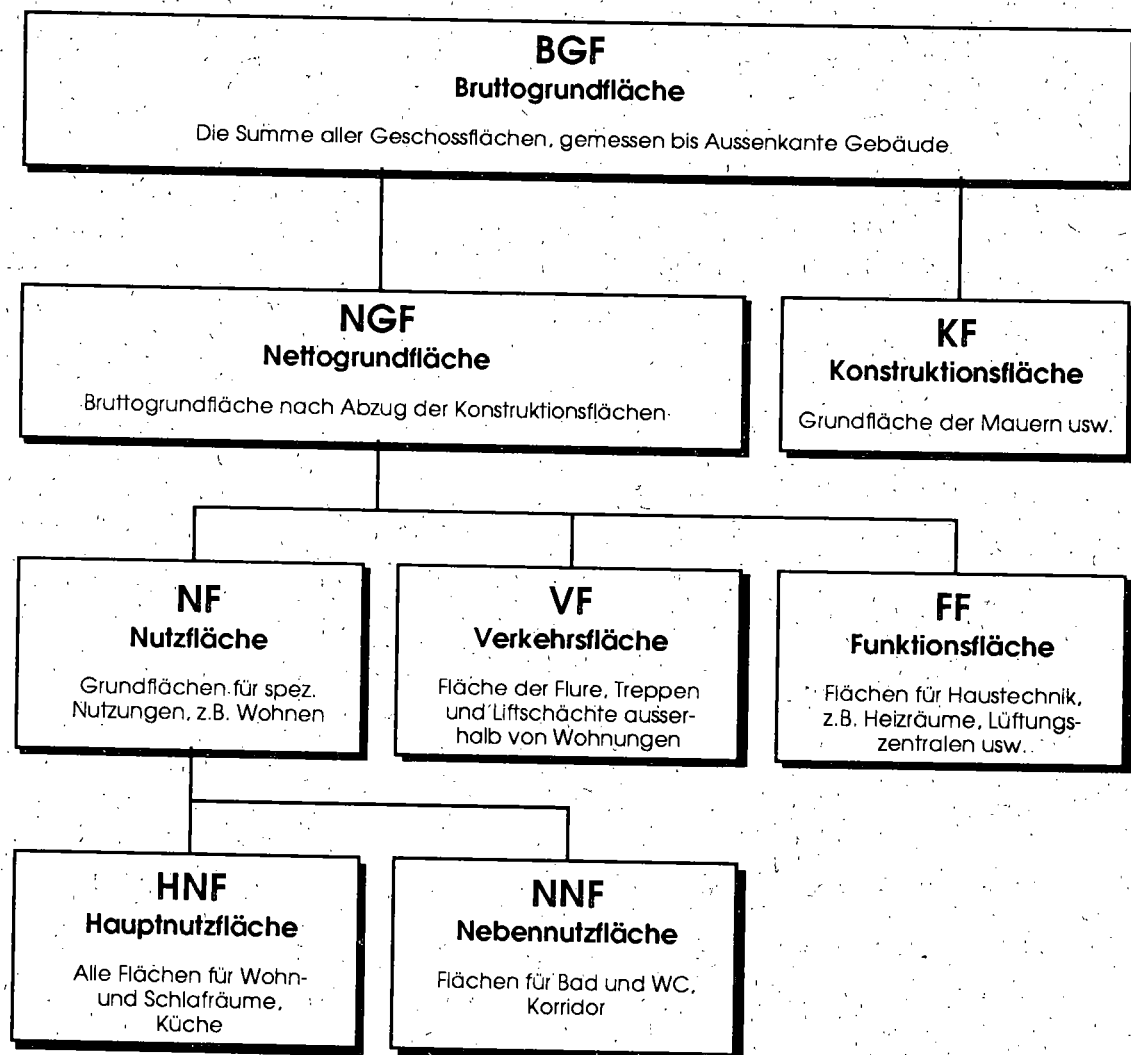 BGF
Bruttogrundfläche
Die Summe aller Geschossflächen, gemessen bis Aussenkante Gebäude
NGF
Nettogrundfläche
Bruttogrundfläche nach Abzug der Konstruktionsflächen
KF
Konstruktionsfläche
Grundfläche der Mauern usw.
NF
Nutzfläche
Grundflächen für spez.
Nutzungen, z.B. Wohnen
VF
Verkehrsfläche
Fläche der Flure, Treppen
und Liftschächte ausser-
halb von Wohnungen
FF
Funktionsfläche
Flächen für Haustechnik,
z.B. Heizräume, Lüftungs-
zentralen usw.
HNF
Hauptnutzfläche
Alle Flächen für Wohn-
und Schlafräume,
Küche
NNF
Nebennutzfläche
Flächen für Bad und WC,
Korridor